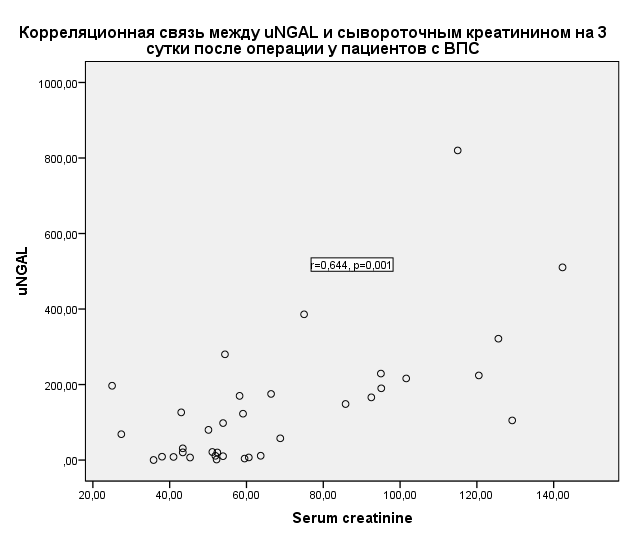 Корреляционная связь между uNGAL и сывороточным креатинином на 3
сутки после операции у пациентов с ВПС
1000,00
800,00
600,00
400,00
200,00
,00
uNGAL
r=0,644, p=0,001
20,00 40,00 60,00 80,00 100,00 120,00 140,00
Serum creatinine